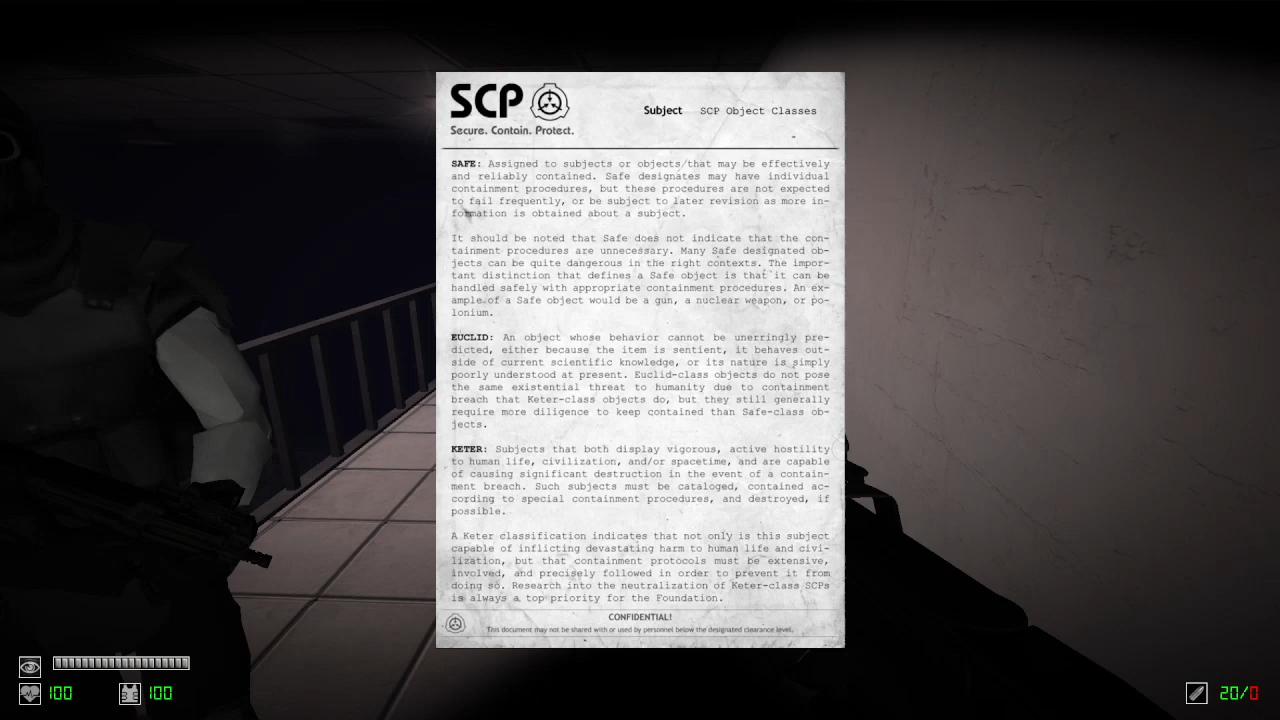 SCP
Secure. Contain. Protect.
Subject SCP Object Classes
SAFE: Assigned to subjects or objects that may be effectively
and reliably contained. Safe designates may have individual
containment procedures, but these procedures are not expected
to fail frequently, or be subject to later revision as more in-
formation is obtained about a subject.
It should be noted that Safe does not indicate that the con-
tainment procedures are unnecessary. Many Safe designated ob-
jects can be quite dangerous in the right contexts. The impor-
tant distinction that defines a Safe object is that it can be
handled safely with appropriate containment procedures. An ex-
ample of a Safe object would be a gun, a nuclear weapon, or po-
lonium.
EUCLID: An object whose behavior cannot be unerringly pre-
dicted, either because the item is sentient, it behaves out-
side of current scientific knowledge, or its nature is simply
poorly understood at present. Euclid-class objects do not pose
the same existential threat to humanity due to containment
breach that Keter-class objects do, but they still generally
require more diligence to keep contained than Safe-class ob-
jects.
KETER: Subjects that both display vigorous, active hostility
to human life, civilization, and/or spacetime, and are capable
of causing significant destruction in the event of a contain-
ment breach. Such subjects must be cataloged, contained ac-
cording to special containment procedures, and destroyed, if
possible.
A Keter classification indicates that not only is this subject
capable of inflicting devastating harm to human life and civi-
lization, but that containment protocols must be extensive,
involved, and precisely followed in order to prevent it from
doing so. Research into the neutralization of Keter-class SCPs
is always a top priority for the Foundation.
CONFIDENTIAL!
This document may not be shared with or used by personnel below the designated clearance level.
100 100 20/0